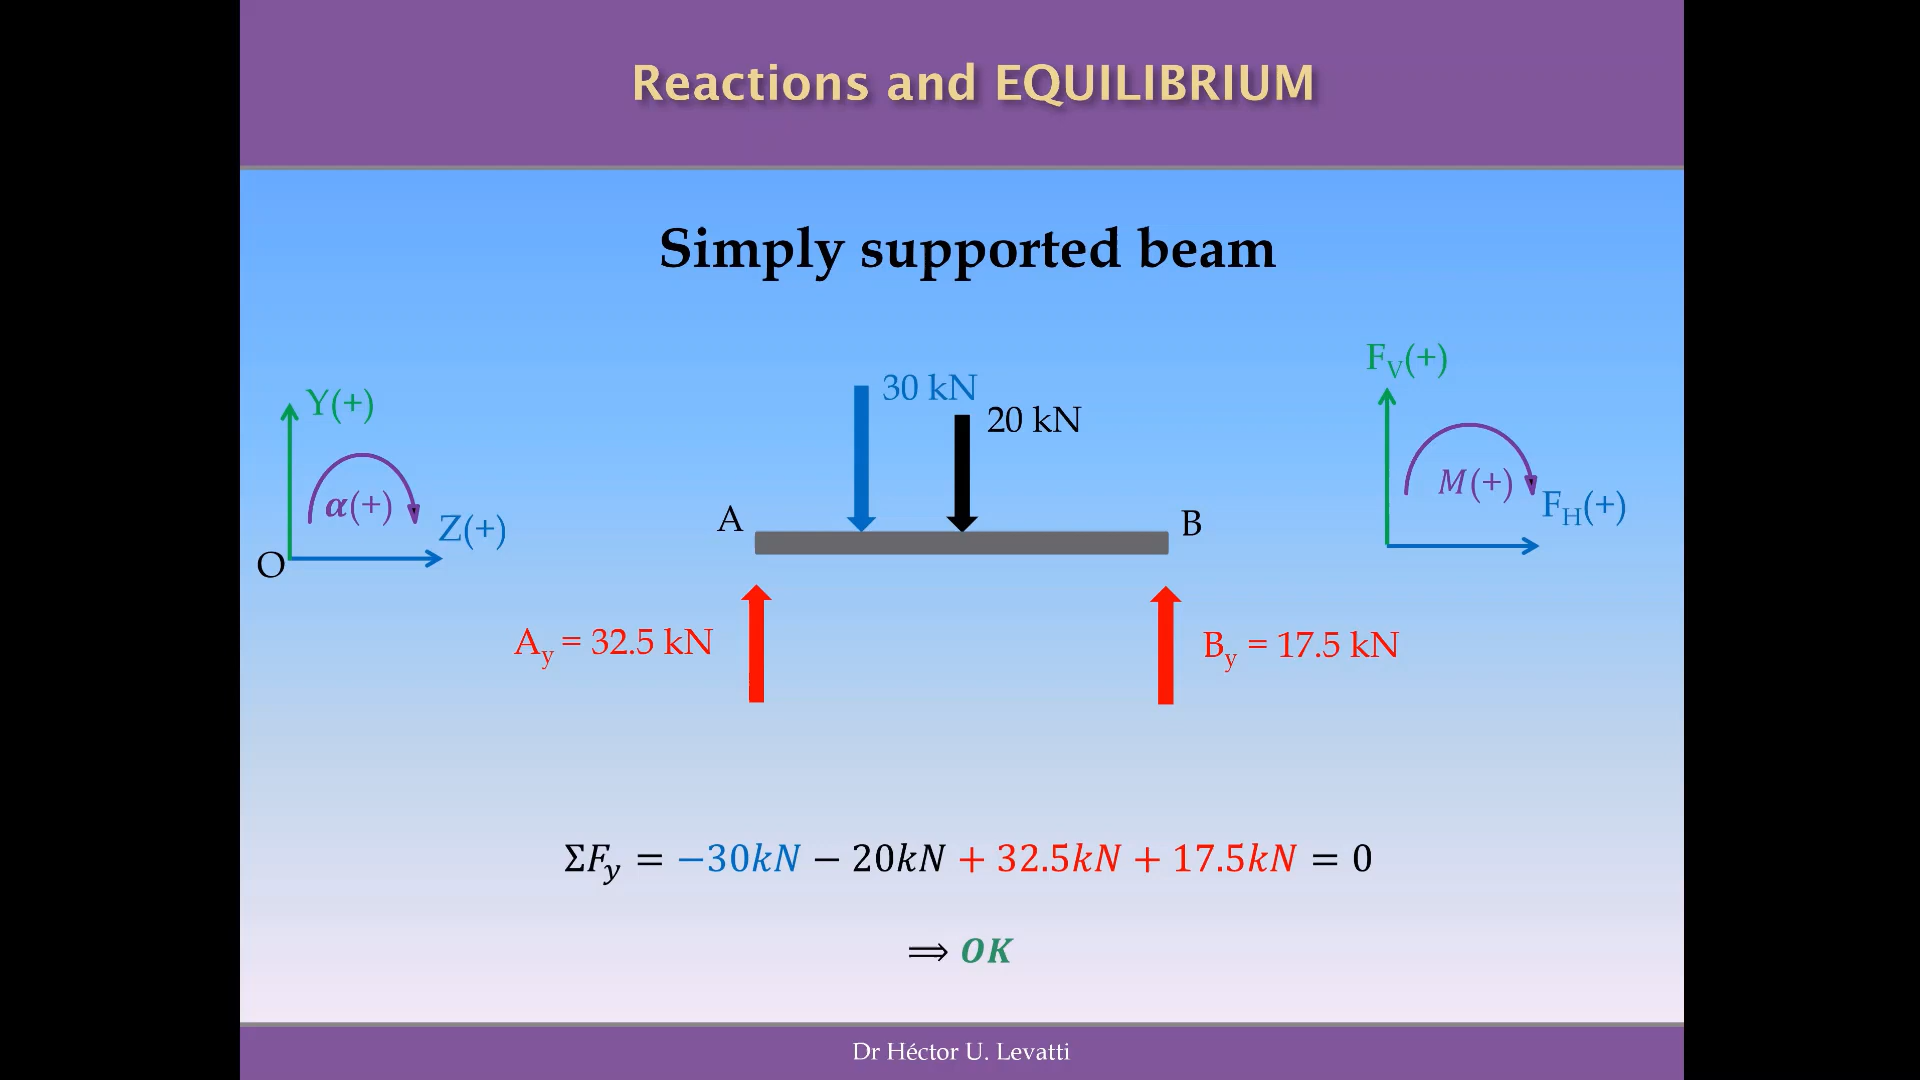 Reactions and EQUILIBRIUM
Simply supported beam
F_V(+)
30 kN
Y(+)
20 kN
α(+)
M(+)
F_H(+)
A
B
Z(+)
O
A_y = 32.5 kN
B_y = 17.5 kN
ΣF_y = −30kN − 20kN + 32.5kN + 17.5kN = 0
⟹ OK
Dr Héctor U. Levatti